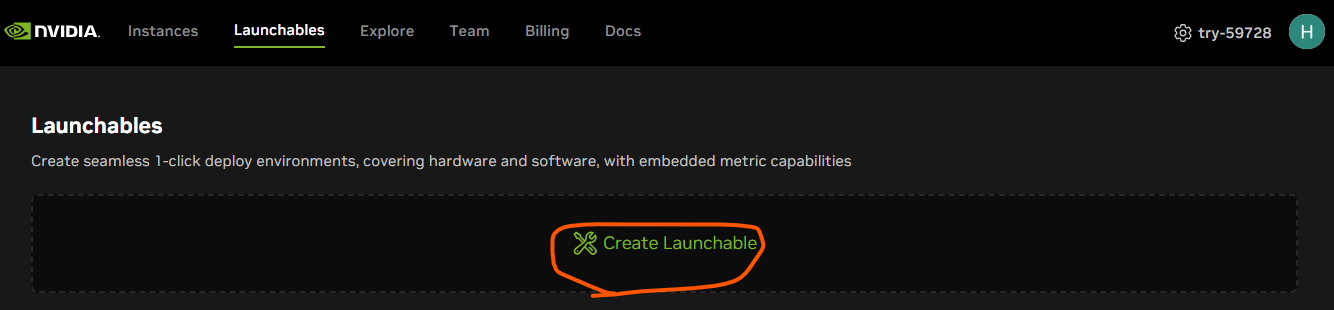 NVIDIA. Instances Launchables Explore Team Billing Docs try-59728 H
Launchables
Create seamless 1-click deploy environments, covering hardware and software, with embedded metric capabilities
Create Launchable